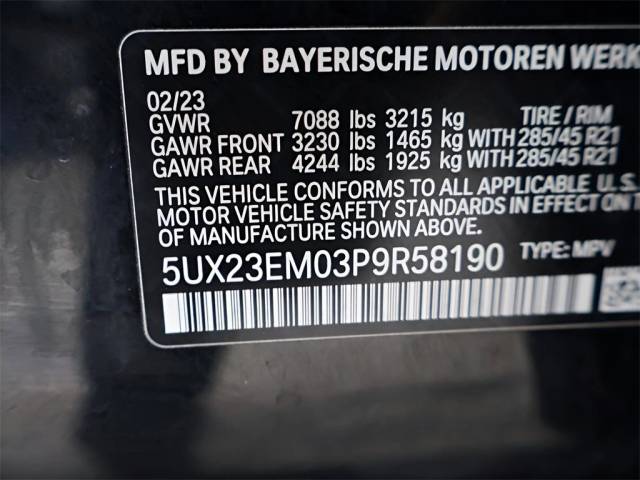 MFD BY BAYERISCHE MOTOREN WERK
02/23
GVWR 7088 lbs 3215 kg TIRE / RIM
GAWR FRONT 3230 lbs 1465 kg WITH 285/45 R21
GAWR REAR 4244 lbs 1925 kg WITH 285/45 R21
THIS VEHICLE CONFORMS TO ALL APPLICABLE U.S.
MOTOR VEHICLE SAFETY STANDARDS IN EFFECT ON T
OF MANUFACTURE SHOWN ABOVE.
5UX23EM03P9R58190 TYPE: MPV